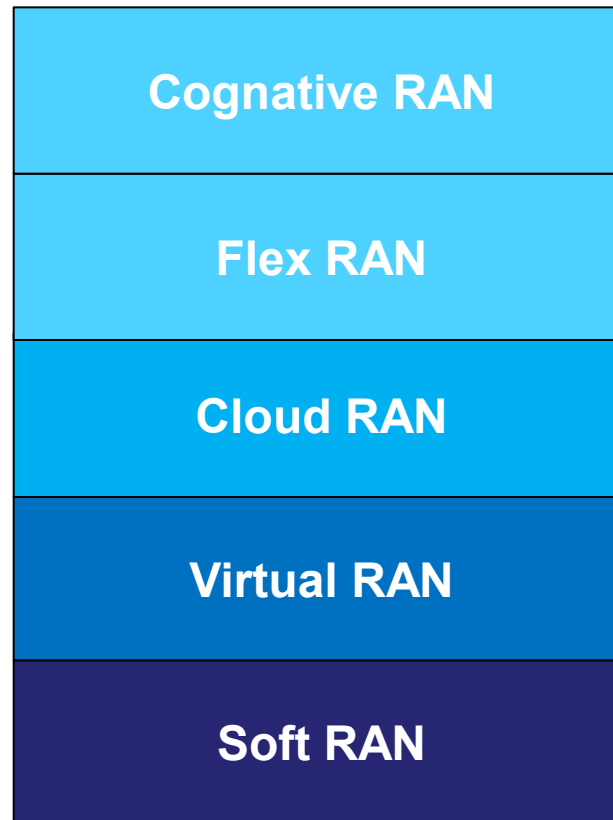 Cognative RAN
Flex RAN
Cloud RAN
Virtual RAN
Soft RAN